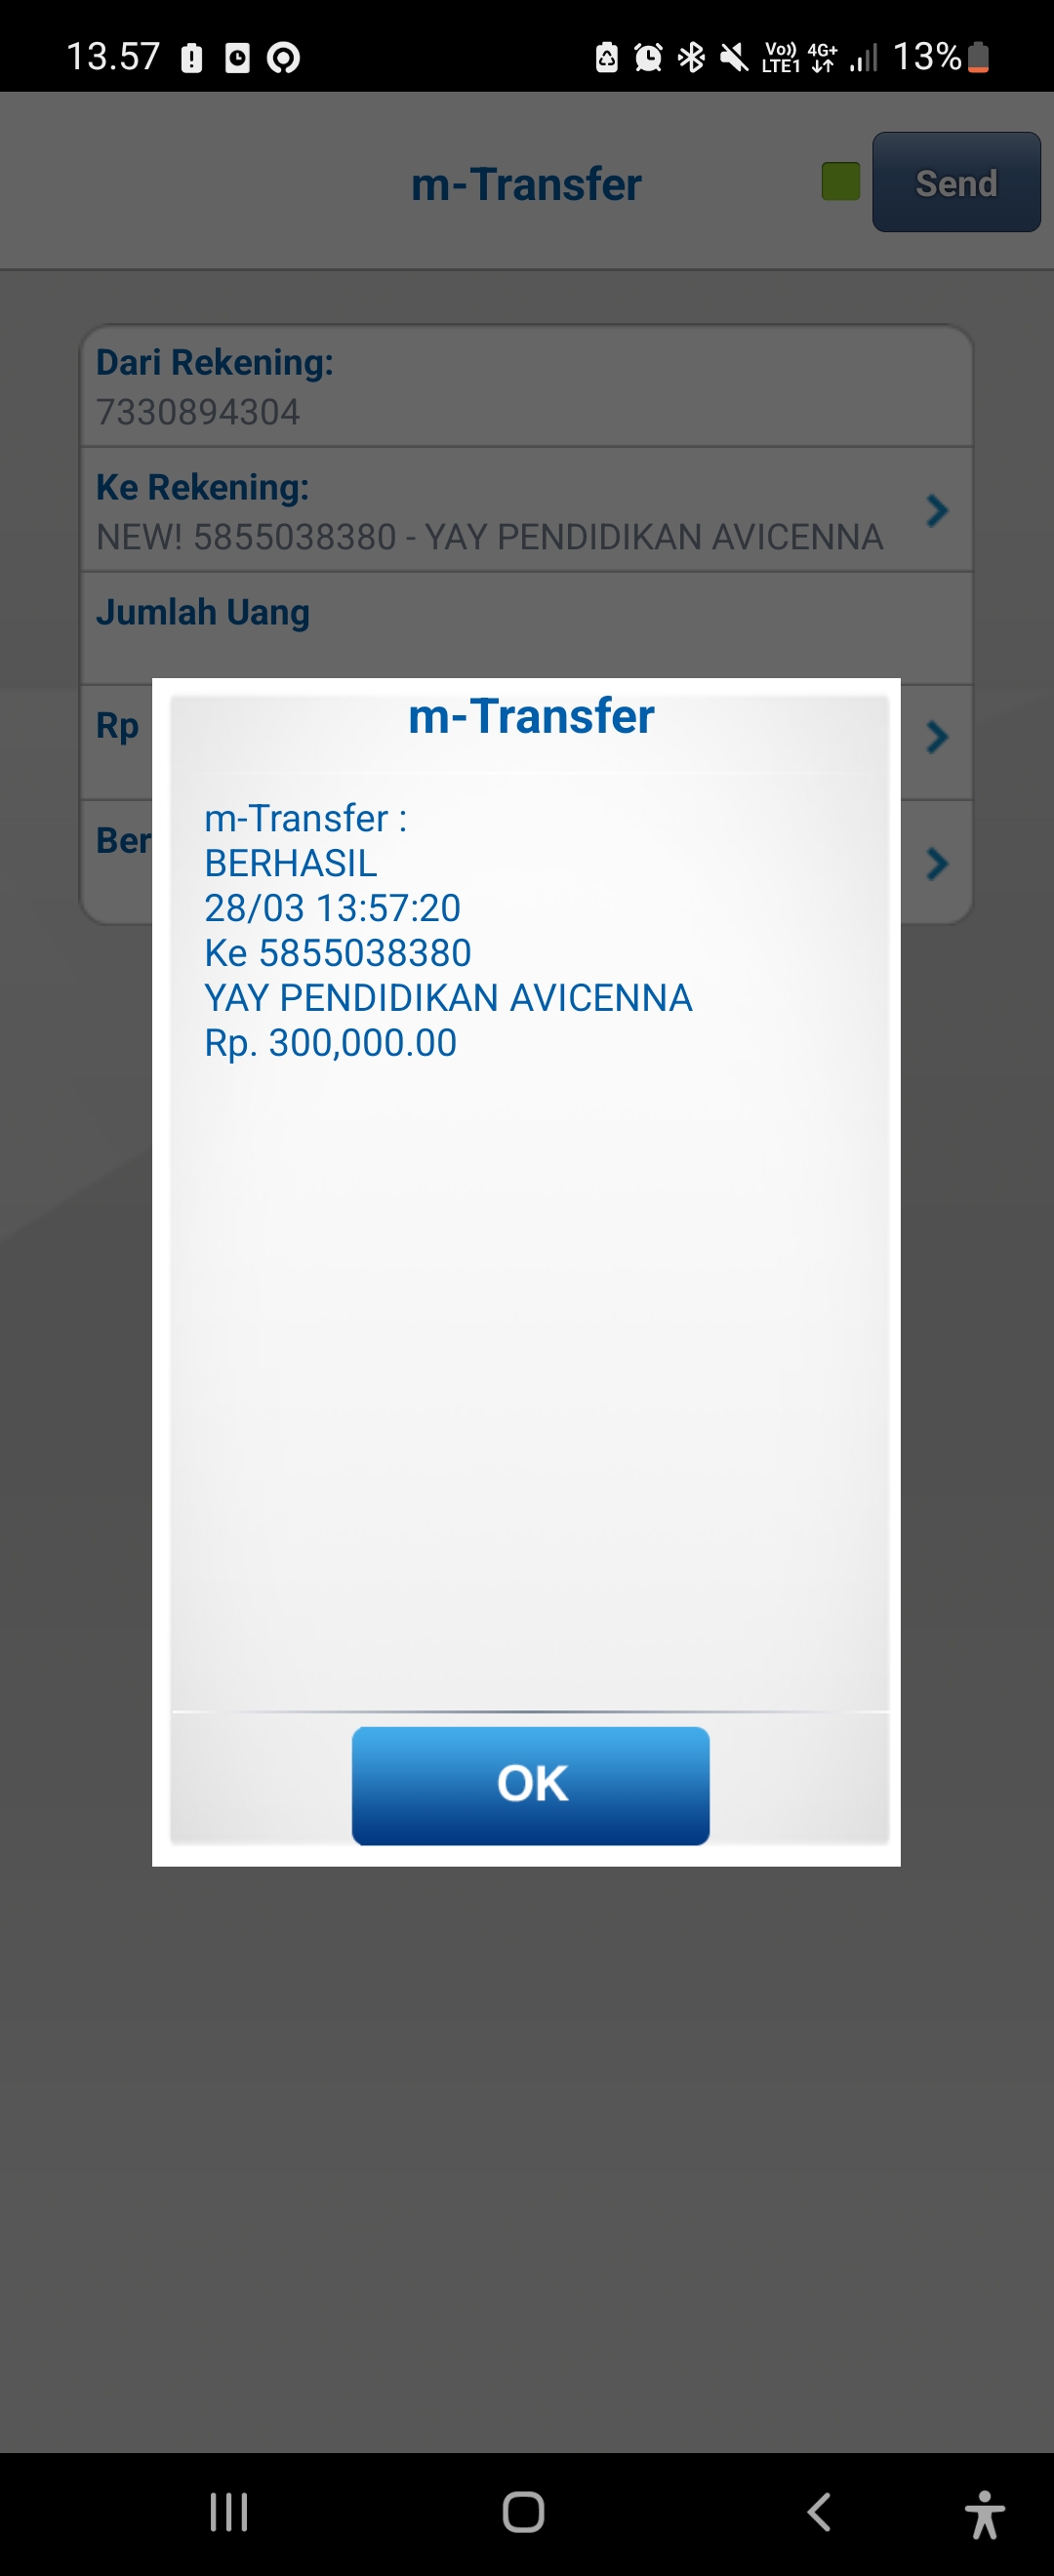 13.57
Vo)) LTE1 4G+ 13%
m-Transfer
Send
Dari Rekening:
7330894304
Ke Rekening:
NEW! 5855038380 - YAY PENDIDIKAN AVICENNA
Jumlah Uang
Rp
Ber
m-Transfer
m-Transfer :
BERHASIL
28/03 13:57:20
Ke 5855038380
YAY PENDIDIKAN AVICENNA
Rp. 300,000.00
OK